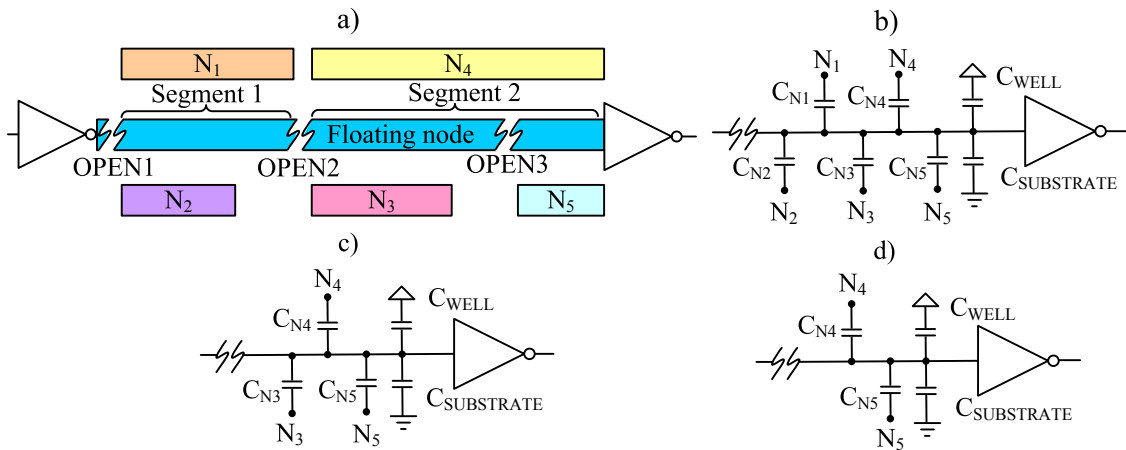 a)
N1
N4
Segment 1
Segment 2
Floating node
OPEN1
OPEN2
OPEN3
N2
N3
N5
b)
N1
N4
CWELL
CN1
CN4
CN2
CN3
CN5
CSUBSTRATE
N2
N3
N5
c)
N4
CWELL
CN4
CN3
CN5
CSUBSTRATE
N3
N5
d)
N4
CWELL
CN4
CN5
CSUBSTRATE
N5